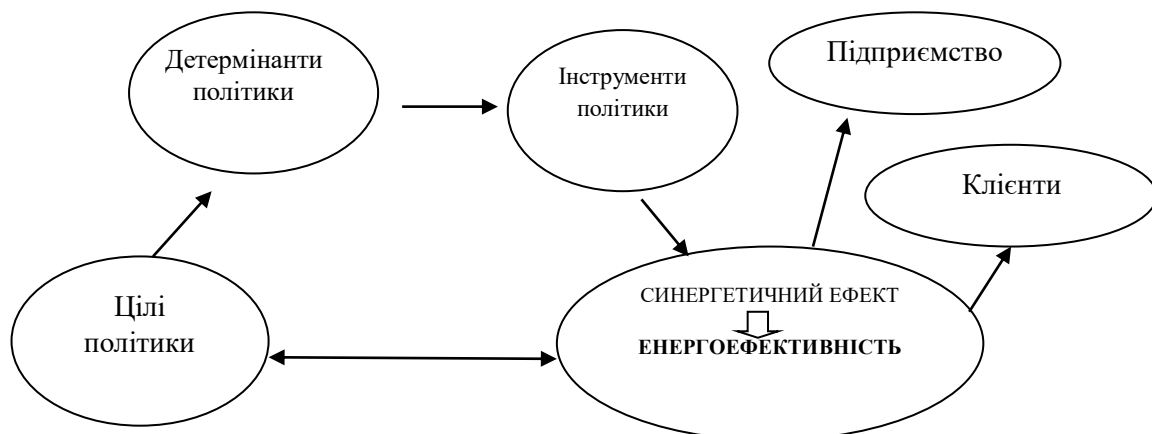 Детермінанти
політики
Інструменти
політики
Підприємство
Клієнти
Цілі
політики
СИНЕРГЕТИЧНИЙ ЕФЕКТ
ЕНЕРГОЕФЕКТИВНІСТЬ